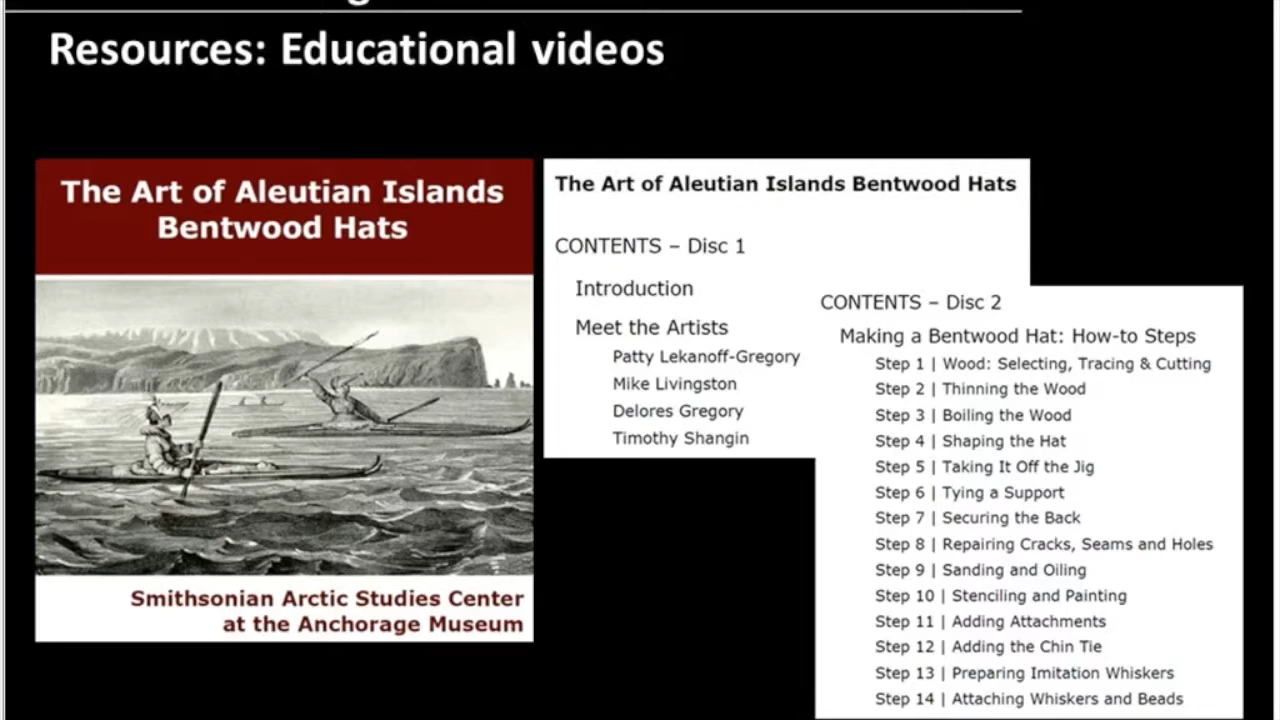 Resources: Educational videos
The Art of Aleutian Islands
Bentwood Hats
Smithsonian Arctic Studies Center
at the Anchorage Museum
The Art of Aleutian Islands Bentwood Hats
CONTENTS – Disc 1
Introduction
Meet the Artists
Patty Lekanoff-Gregory
Mike Livingston
Delores Gregory
Timothy Shangin
CONTENTS – Disc 2
Making a Bentwood Hat: How-to Steps
Step 1 | Wood: Selecting, Tracing & Cutting
Step 2 | Thinning the Wood
Step 3 | Boiling the Wood
Step 4 | Shaping the Hat
Step 5 | Taking It Off the Jig
Step 6 | Tying a Support
Step 7 | Securing the Back
Step 8 | Repairing Cracks, Seams and Holes
Step 9 | Sanding and Oiling
Step 10 | Stenciling and Painting
Step 11 | Adding Attachments
Step 12 | Adding the Chin Tie
Step 13 | Preparing Imitation Whiskers
Step 14 | Attaching Whiskers and Beads